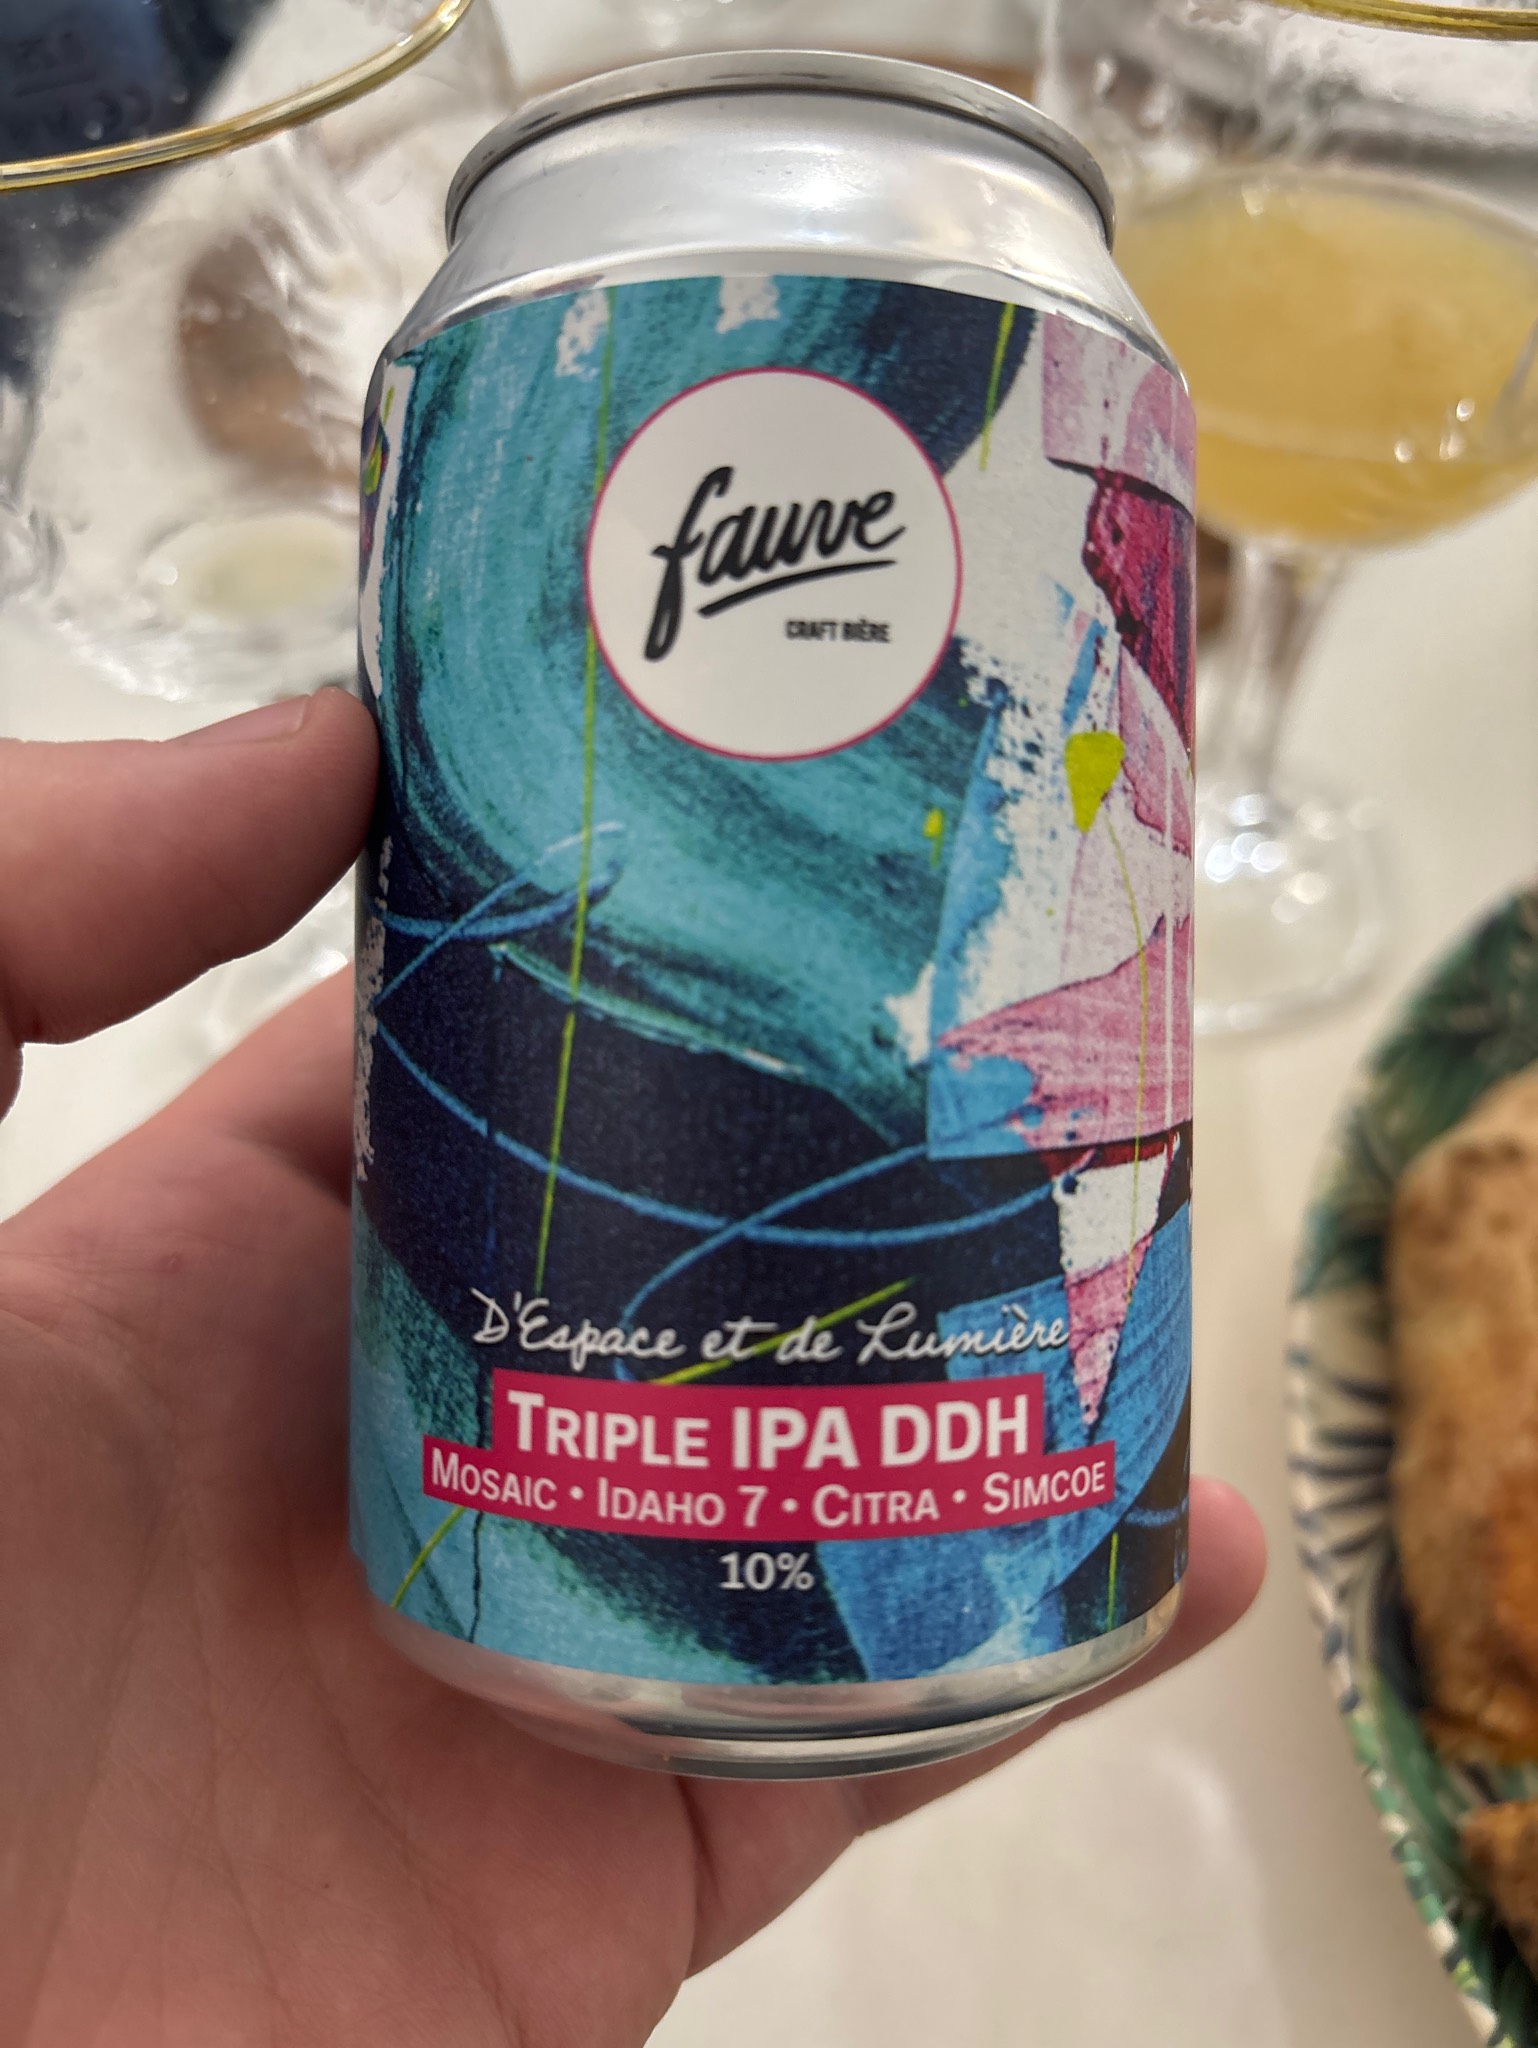 fauve
CRAFT BIÈRE
D'Espace et de Lumière
TRIPLE IPA DDH
MOSAIC • IDAHO 7 • CITRA • SIMCOE
10%